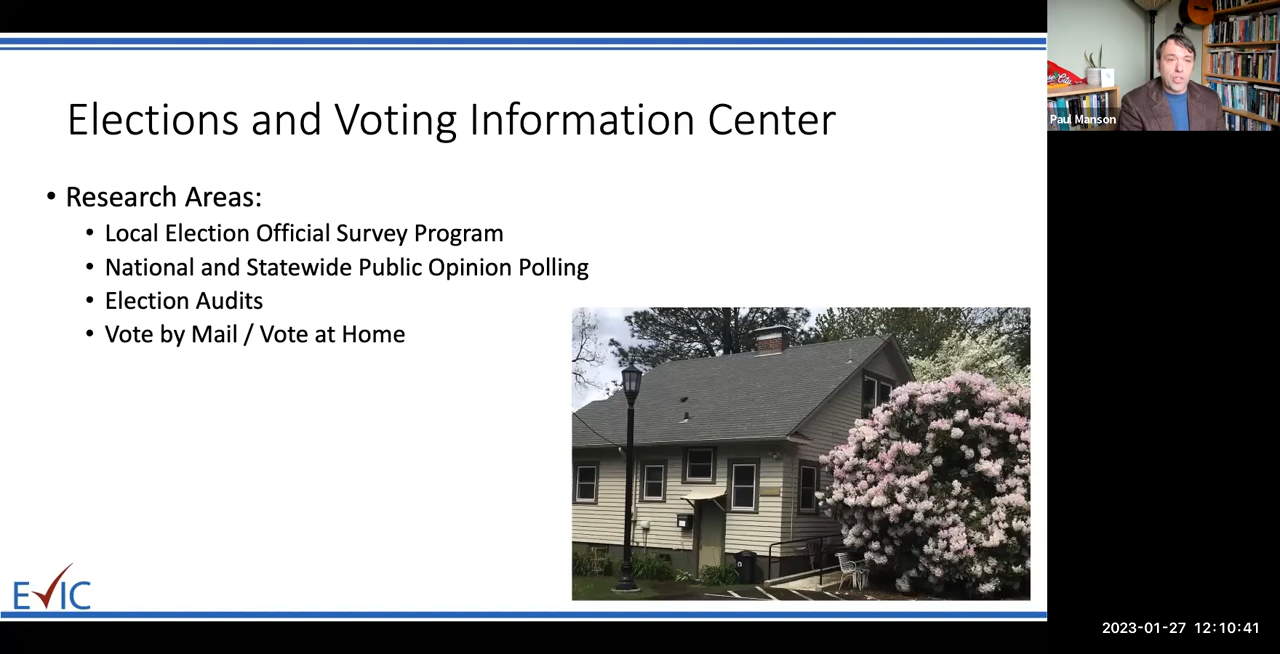 Elections and Voting Information Center
• Research Areas:
• Local Election Official Survey Program
• National and Statewide Public Opinion Polling
• Election Audits
• Vote by Mail / Vote at Home
EVIC
Paul Manson
2023-01-27 12:10:41